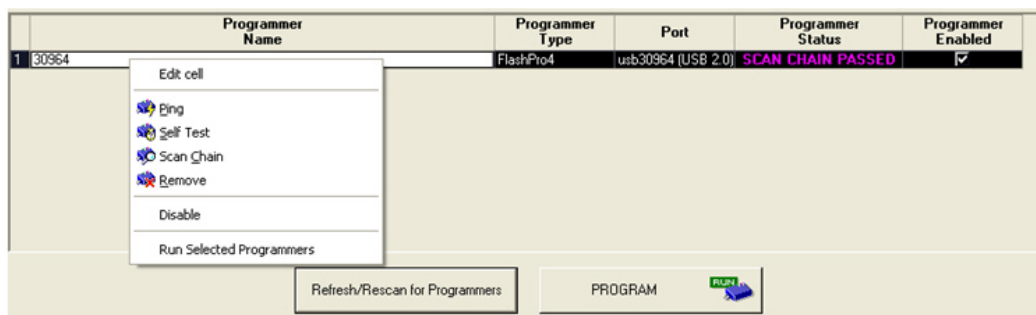 Programmer Name
Programmer Type
Port
Programmer Status
Programmer Enabled
1 30964 FlashPro4 usb30964 (USB 2.0) SCAN CHAIN PASSED
Edit cell
Ping
Self Test
Scan Chain
Remove
Disable
Run Selected Programmers
Refresh/Rescan for Programmers
PROGRAM
RUN